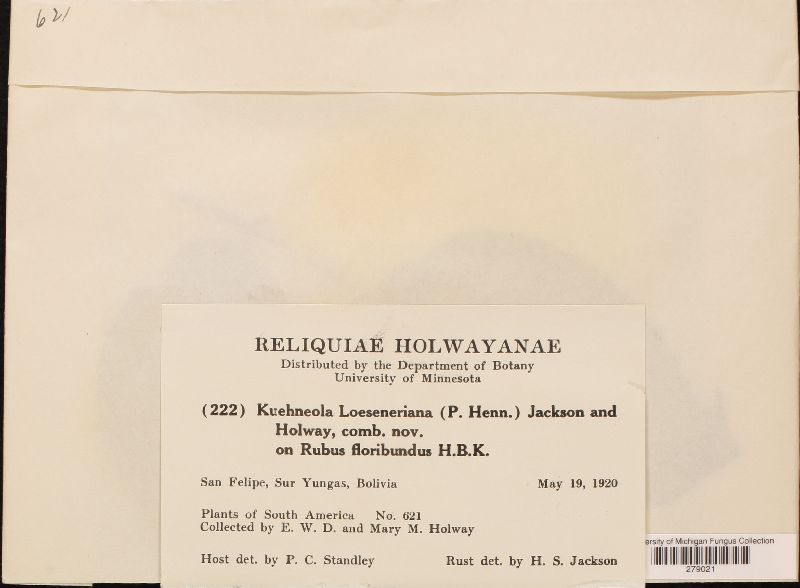 621
RELIQUIAE HOLWAYANAE
Distributed by the Department of Botany
University of Minnesota
(222) Kuehneola Loeseneriana (P. Henn.) Jackson and
Holway, comb. nov.
on Rubus floribundus H.B.K.
San Felipe, Sur Yungas, Bolivia May 19, 1920
Plants of South America No. 621
Collected by E. W. D. and Mary M. Holway
Host det. by P. C. Standley Rust det. by H. S. Jackson
ersity of Michigan Fungus Collection
279021